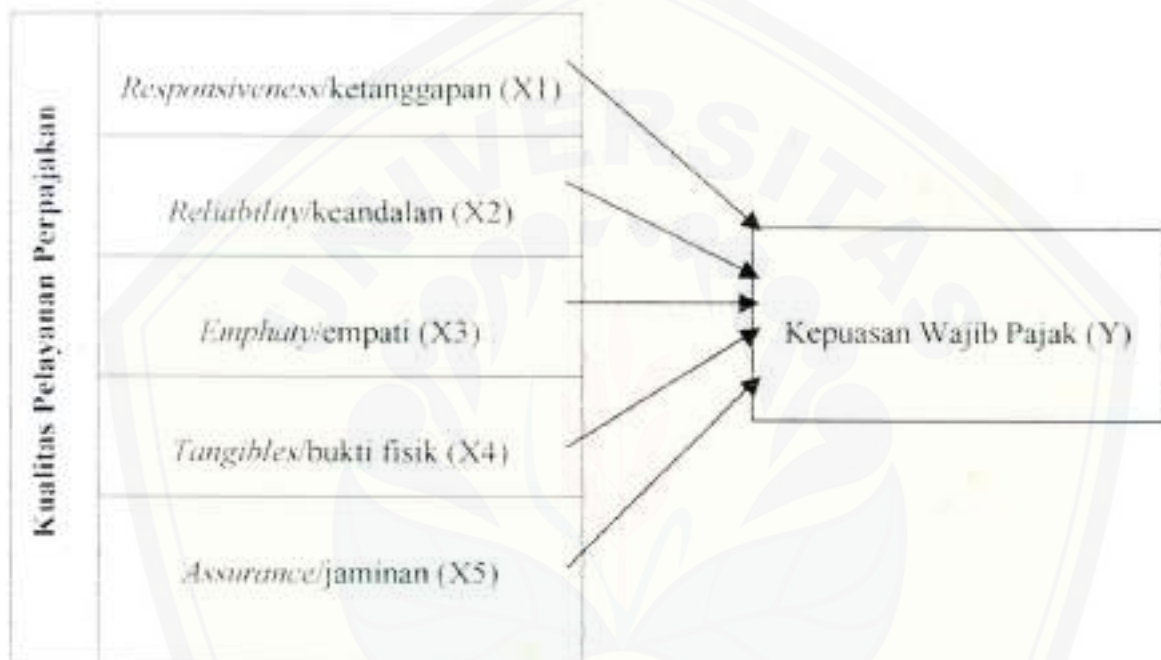 Kualitas Pelayanan Perpajakan
Responsiveness/ketanggapan (X1)
Reliability/keandalan (X2)
Emphaty/empati (X3)
Tangibles/bukti fisik (X4)
Assurance/jaminan (X5)
Kepuasan Wajib Pajak (Y)
UNIVERSITAS